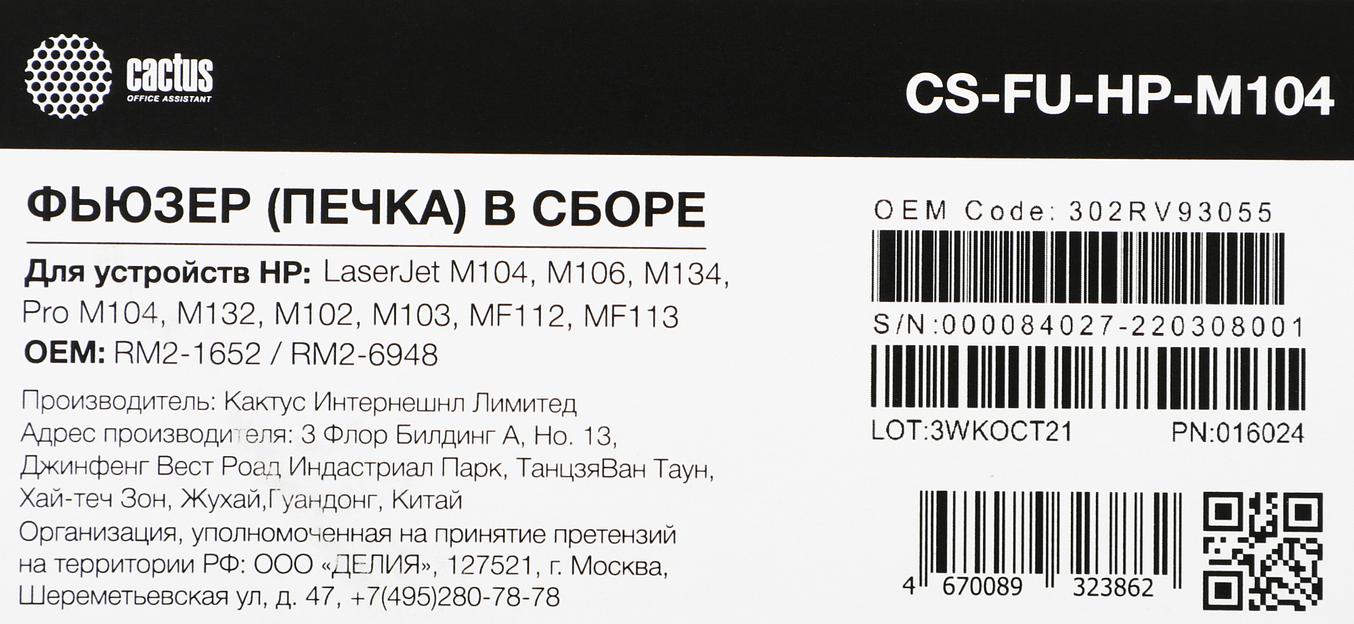 cactus
OFFICE ASSISTANT
CS-FU-HP-M104
ФЬЮЗЕР (ПЕЧКА) В СБОРЕ
Для устройств HP: LaserJet M104, M106, M134,
Pro M104, M132, M102, M103, MF112, MF113
OEM: RM2-1652 / RM2-6948
Производитель: Кактус Интернешнл Лимитед
Адрес производителя: 3 Флор Билдинг А, Но. 13,
Джинфенг Вест Роад Индастриал Парк, ТанцзяВан Таун,
Хай-теч Зон, Жухай,Гуандонг, Китай
Организация, уполномоченная на принятие претензий
на территории РФ: ООО «ДЕЛИЯ», 127521, г. Москва,
Шереметьевская ул, д. 47, +7(495)280-78-78
OEM Code: 302RV93055
S/N:000084027-220308001
LOT:3WKOCT21 PN:016024
4 670089 323862